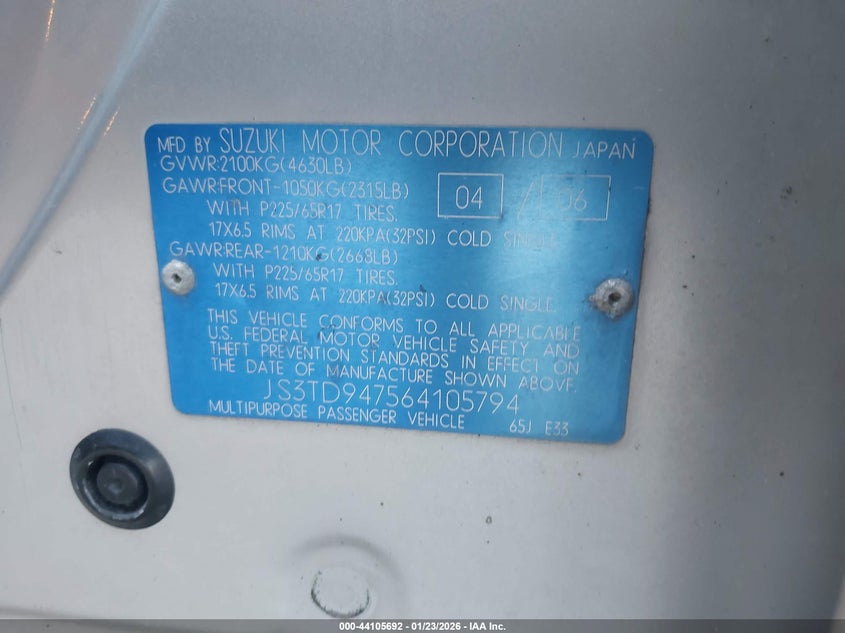 MFD BY SUZUKI MOTOR CORPORATION JAPAN
GVWR:2100KG(4630LB)
GAWR:FRONT-1050KG(2315LB) 04 / 06
WITH P225/65R17 TIRES.
17X6.5 RIMS AT 220KPA(32PSI) COLD SINGLE.
GAWR:REAR-1210KG(2668LB)
WITH P225/65R17 TIRES.
17X6.5 RIMS AT 220KPA(32PSI) COLD SINGLE.
THIS VEHICLE CONFORMS TO ALL APPLICABLE
U.S. FEDERAL MOTOR VEHICLE SAFETY AND
THEFT PREVENTION STANDARDS IN EFFECT ON
THE DATE OF MANUFACTURE SHOWN ABOVE.
JS3TD947564105794
MULTIPURPOSE PASSENGER VEHICLE 65J E33
000-44105692 - 01/23/2026 - IAA Inc.